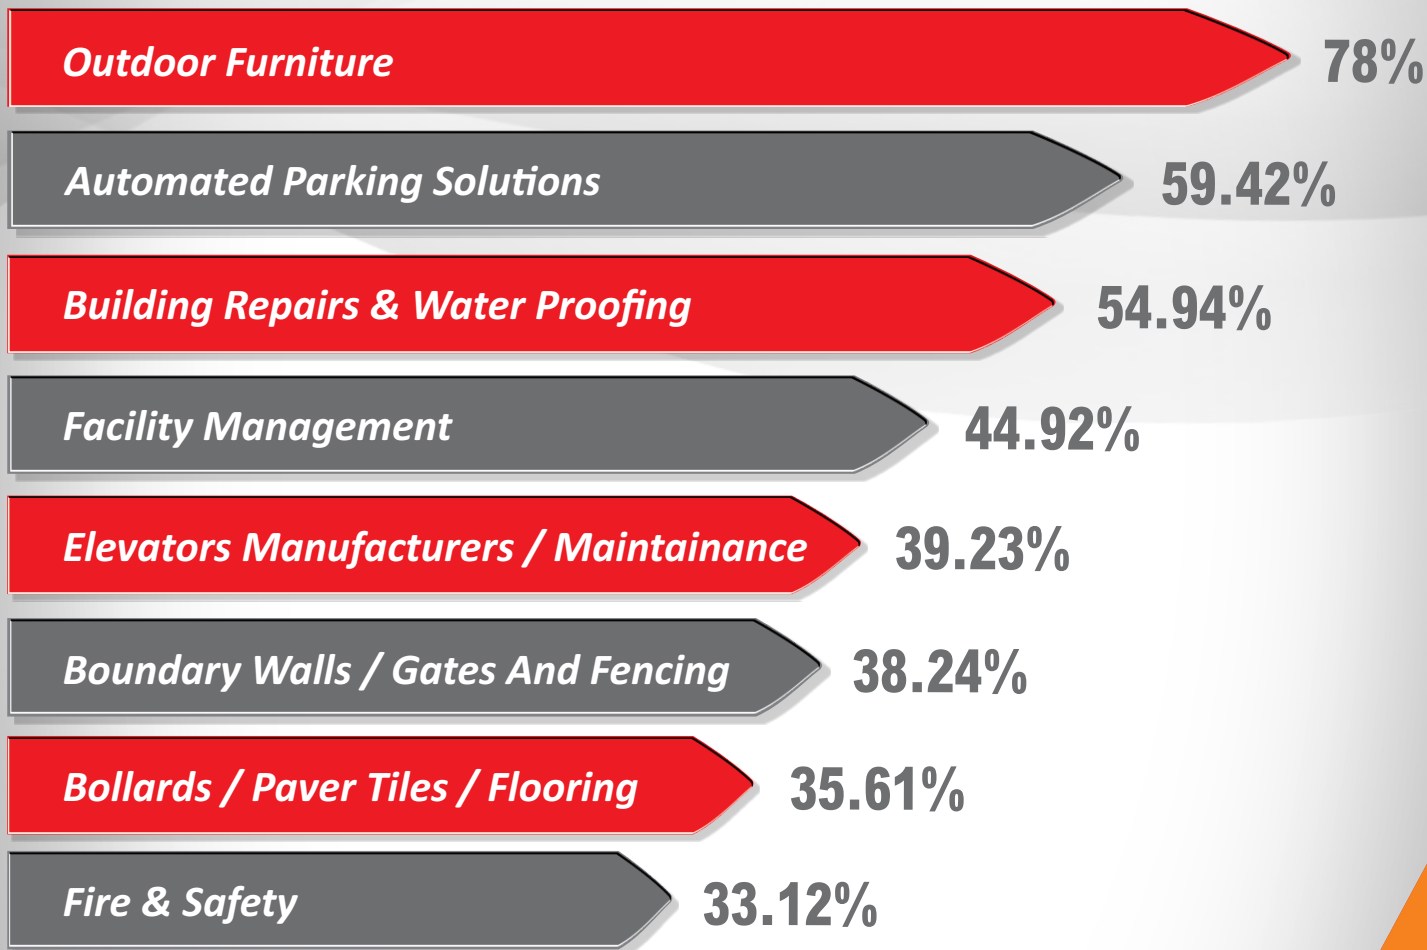 Outdoor Furniture 78%
Automated Parking Solutions 59.42%
Building Repairs & Water Proofing 54.94%
Facility Management 44.92%
Elevators Manufacturers / Maintainance 39.23%
Boundary Walls / Gates And Fencing 38.24%
Bollards / Paver Tiles / Flooring 35.61%
Fire & Safety 33.12%